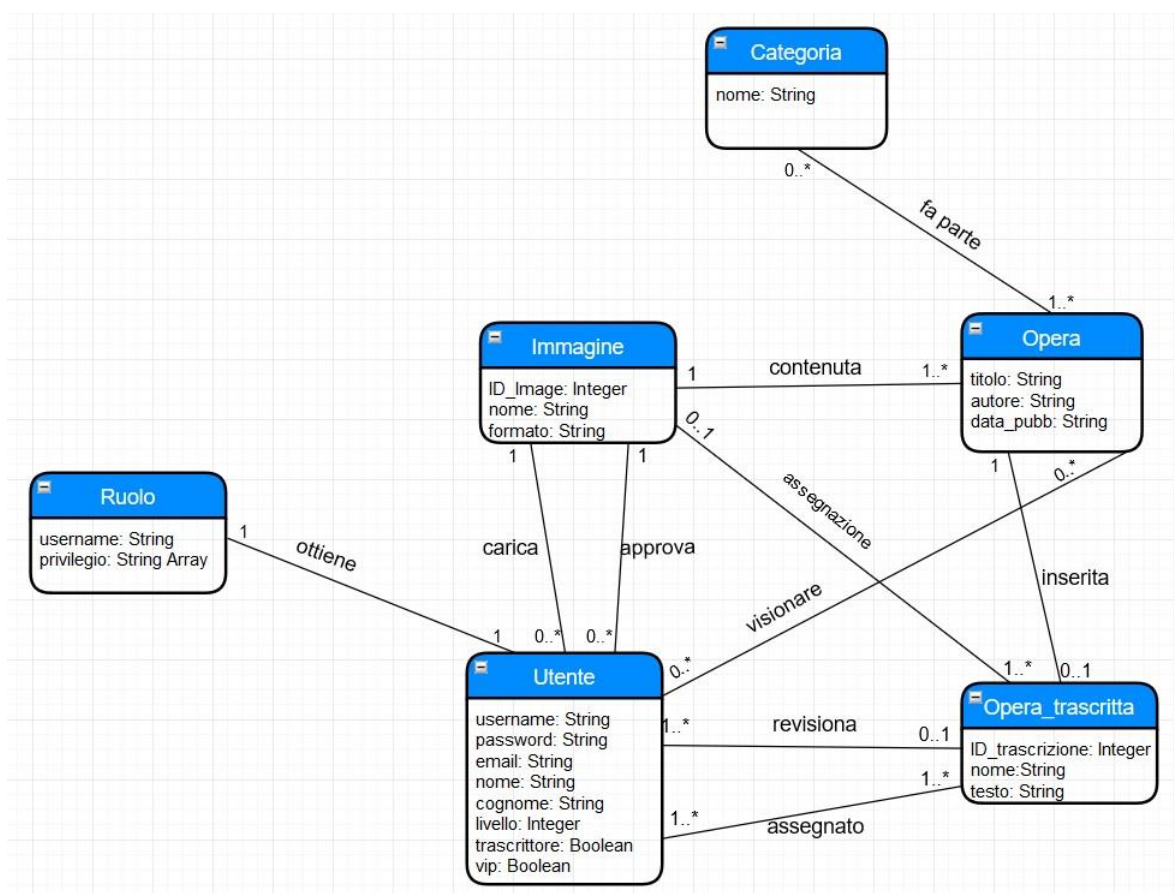 Categoria
nome: String
0..*
fa parte
1..*
Opera
titolo: String
autore: String
data_pubb: String
Immagine
ID_Image: Integer
nome: String
formato: String
1
contenuta
1..*
0..1
assegnazione
1
1
1
0..*
Ruolo
username: String
privilegio: String Array
1
ottiene
carica
approva
visionare
inserita
1
0..*
0..*
0..*
1..*
0..1
Utente
username: String
password: String
email: String
nome: String
cognome: String
livello: Integer
trascrittore: Boolean
vip: Boolean
1..*
revisiona
0..1
1..*
assegnato
1..*
Opera_trascritta
ID_trascrizione: Integer
nome:String
testo: String